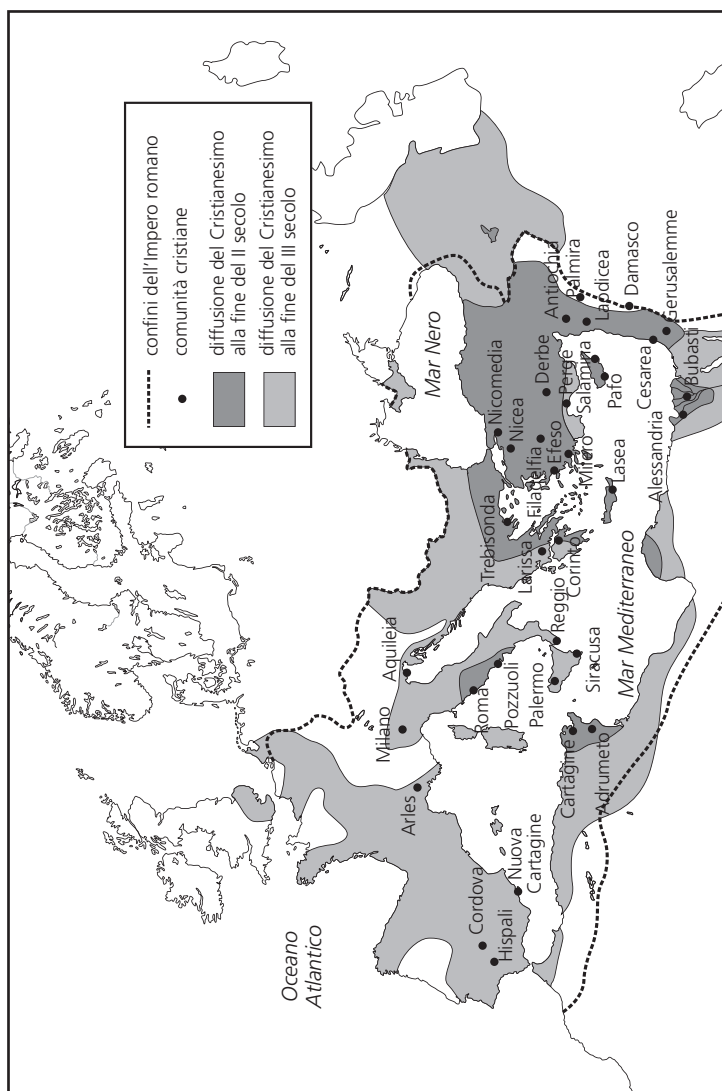 confini dell'Impero romano
comunità cristiane
diffusione del Cristianesimo
alla fine del II secolo
diffusione del Cristianesimo
alla fine del III secolo
Oceano
Atlantico
Mar Nero
Mar Mediterraneo
Milano
Aquileia
Arles
Roma
Pozzuoli
Palermo
Reggio
Siracusa
Cordova
Hispali
Nuova
Cartagine
Cartagine
Adrumeto
Trebisonda
Larissa
Corinto
Nicomedia
Nicea
Filadelfia
Efeso
Mileto
Derbe
Perge
Salamina
Pafo
Lasea
Antiochia
Palmira
Laodicea
Damasco
Cesarea
Gerusalemme
Alessandria
Bubasti